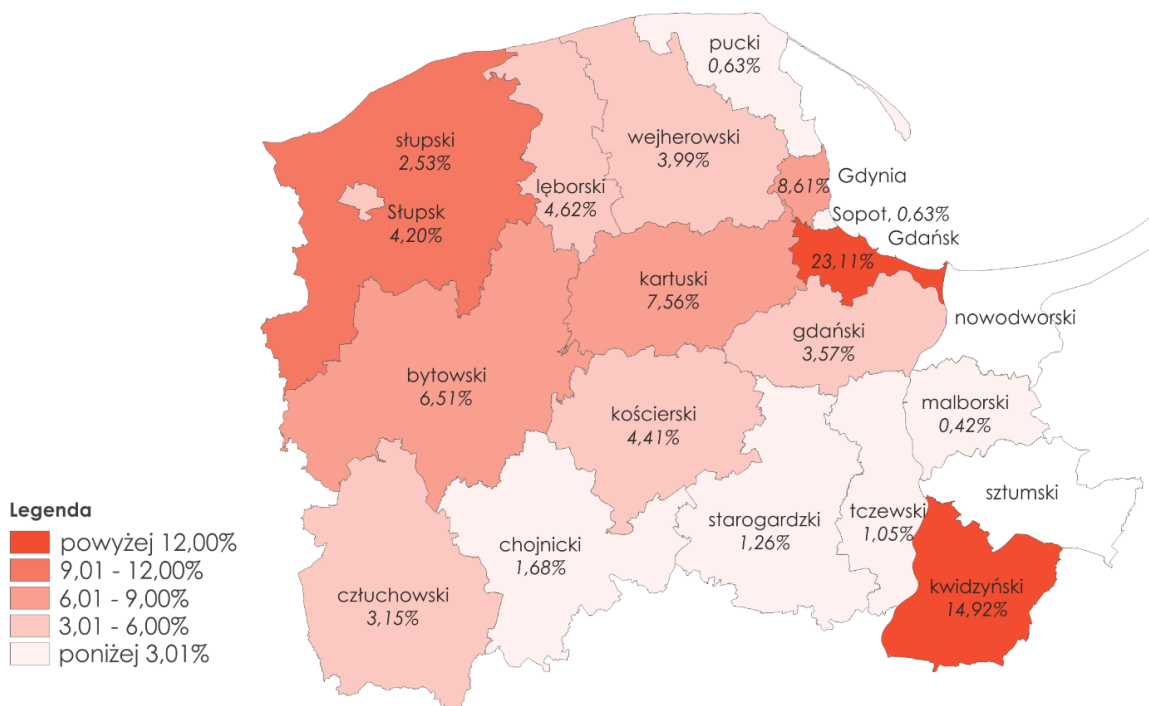 pucki
0,63%
słupski
2,53%
wejherowski
3,99%
lęborski
4,62%
8,61%
Gdynia
Słupsk
4,20%
Sopot, 0,63%
Gdańsk
23,11%
kartuski
7,56%
nowodworski
gdański
3,57%
bytowski
6,51%
kościerski
4,41%
malborski
0,42%
sztumski
starogardzki
1,26%
tczewski
1,05%
chojnicki
1,68%
człuchowski
3,15%
kwidzyński
14,92%
Legenda
powyżej 12,00%
9,01 - 12,00%
6,01 - 9,00%
3,01 - 6,00%
poniżej 3,01%